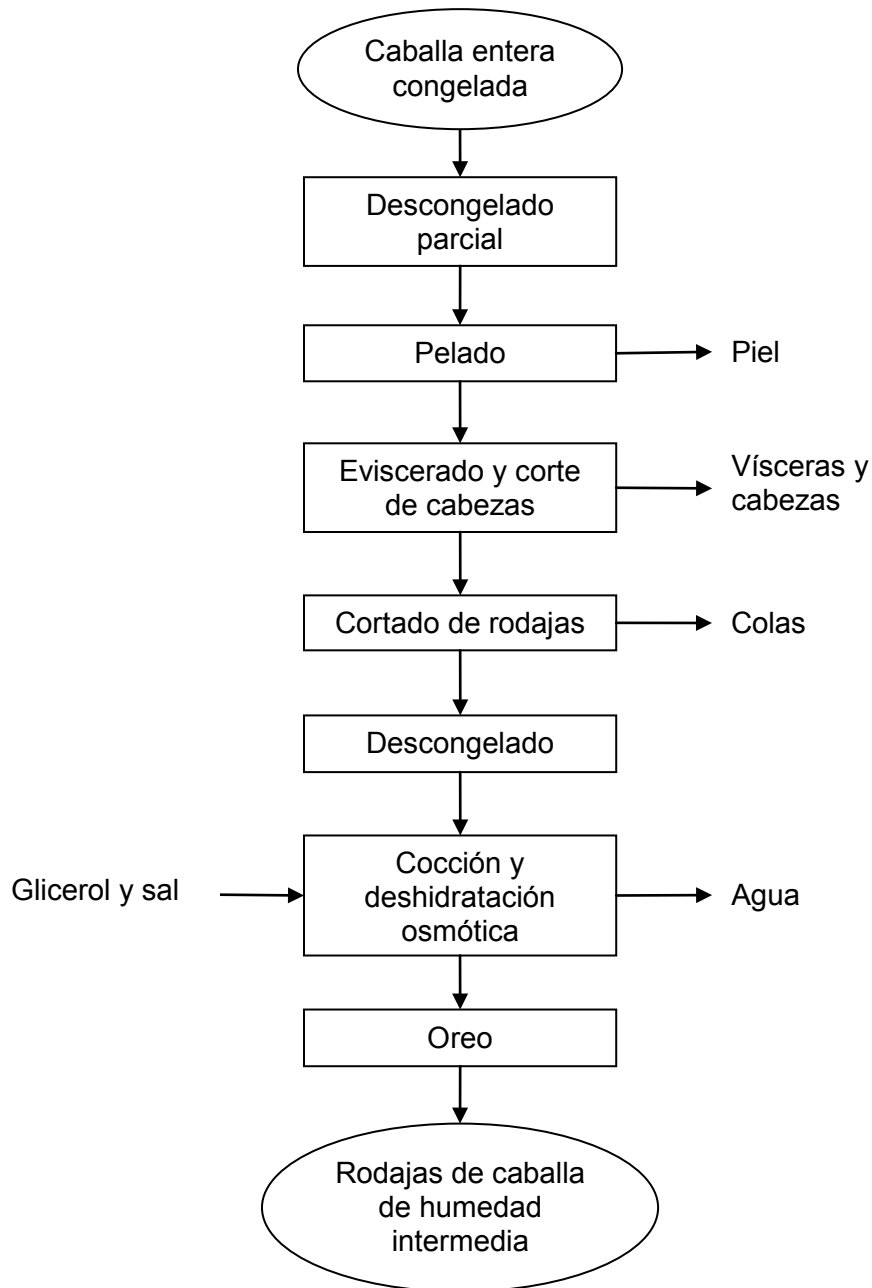 Caballa entera
congelada
Descongelado
parcial
Pelado
Piel
Eviscerado y corte
de cabezas
Vísceras y
cabezas
Cortado de rodajas
Colas
Descongelado
Glicerol y sal
Cocción y
deshidratación
osmótica
Agua
Oreo
Rodajas de caballa
de humedad
intermedia